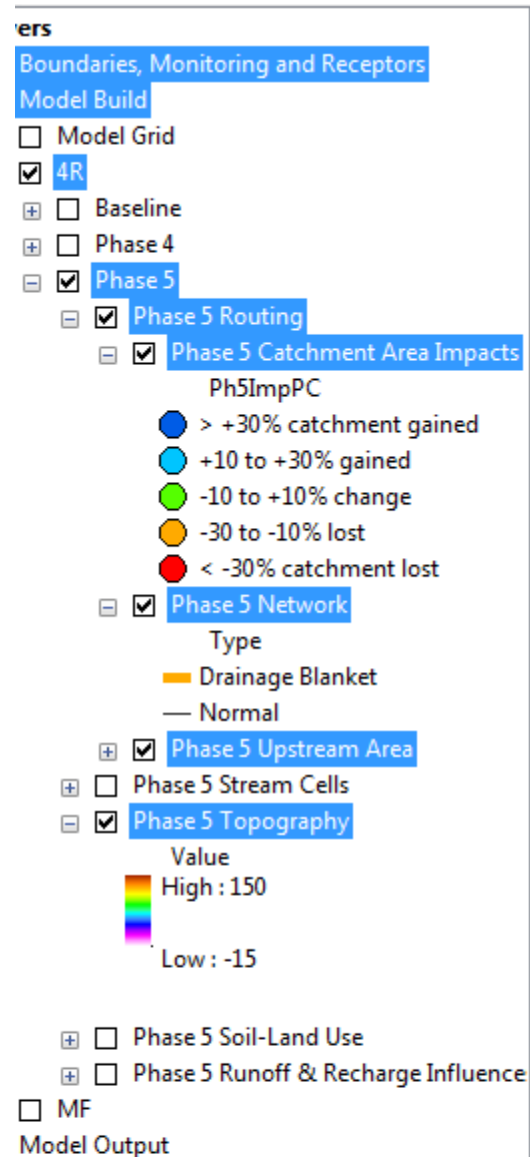 ers
Boundaries, Monitoring and Receptors
Model Build
Model Grid
4R
Baseline
Phase 4
Phase 5
Phase 5 Routing
Phase 5 Catchment Area Impacts
Ph5ImpPC
> +30% catchment gained
+10 to +30% gained
-10 to +10% change
-30 to -10% lost
< -30% catchment lost
Phase 5 Network
Type
Drainage Blanket
Normal
Phase 5 Upstream Area
Phase 5 Stream Cells
Phase 5 Topography
Value
High : 150
Low : -15
Phase 5 Soil-Land Use
Phase 5 Runoff & Recharge Influence
MF
Model Output